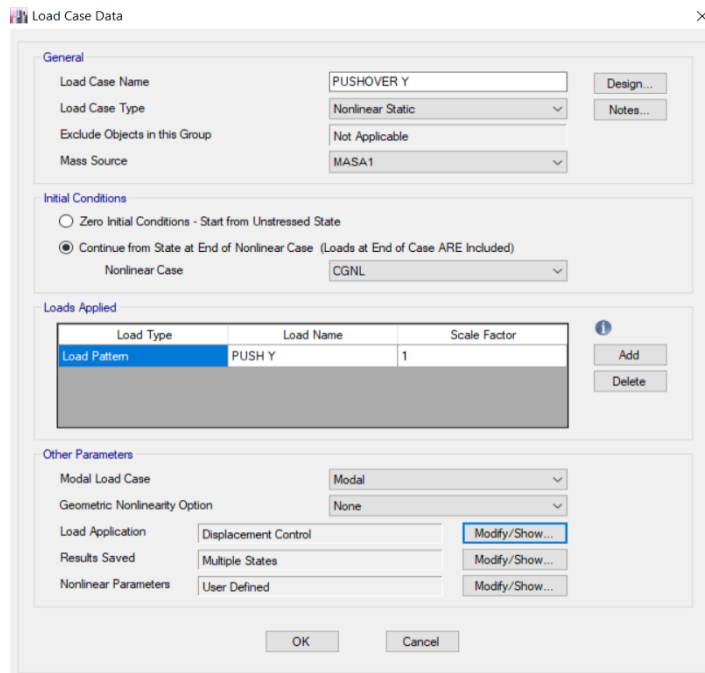 Load Case Data
General
Load Case Name PUSHOVER Y Design...
Load Case Type Nonlinear Static Notes...
Exclude Objects in this Group Not Applicable
Mass Source MASA1
Initial Conditions
Zero Initial Conditions - Start from Unstressed State
Continue from State at End of Nonlinear Case (Loads at End of Case ARE Included)
Nonlinear Case CGNL
Loads Applied
Load Type Load Name Scale Factor
Load Pattern PUSH Y 1
Add
Delete
Other Parameters
Modal Load Case Modal
Geometric Nonlinearity Option None
Load Application Displacement Control Modify/Show...
Results Saved Multiple States Modify/Show...
Nonlinear Parameters User Defined Modify/Show...
OK Cancel